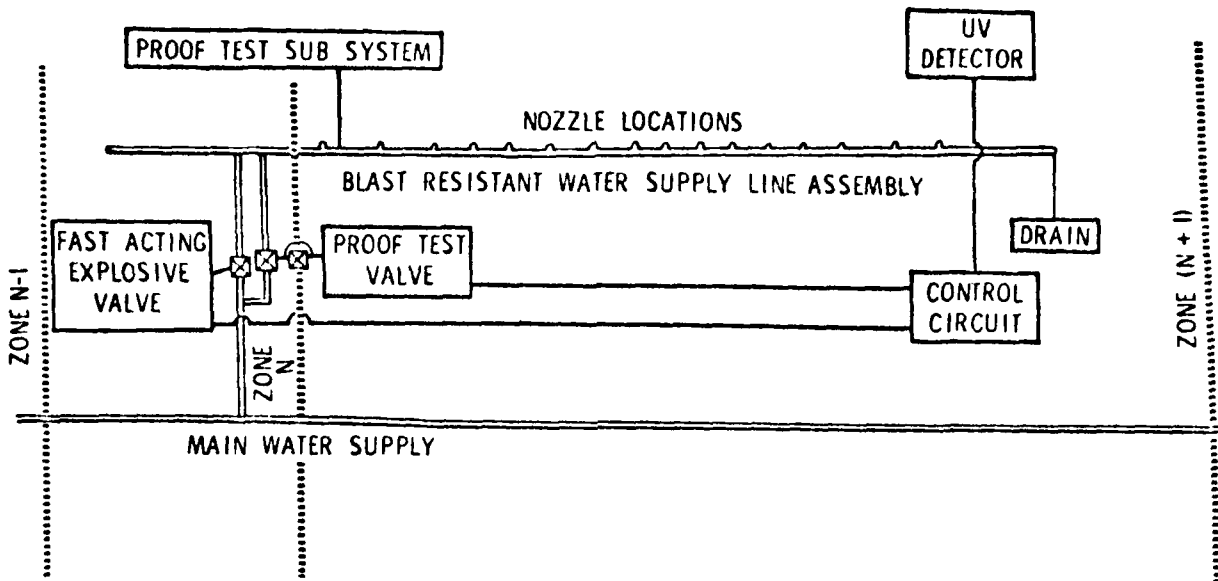 PROOF TEST SUB SYSTEM
UV
DETECTOR
NOZZLE LOCATIONS
BLAST RESISTANT WATER SUPPLY LINE ASSEMBLY
FAST ACTING
EXPLOSIVE
VALVE
PROOF TEST
VALVE
DRAIN
CONTROL
CIRCUIT
ZONE N-1
ZONE
N
ZONE (N + 1)
MAIN WATER SUPPLY